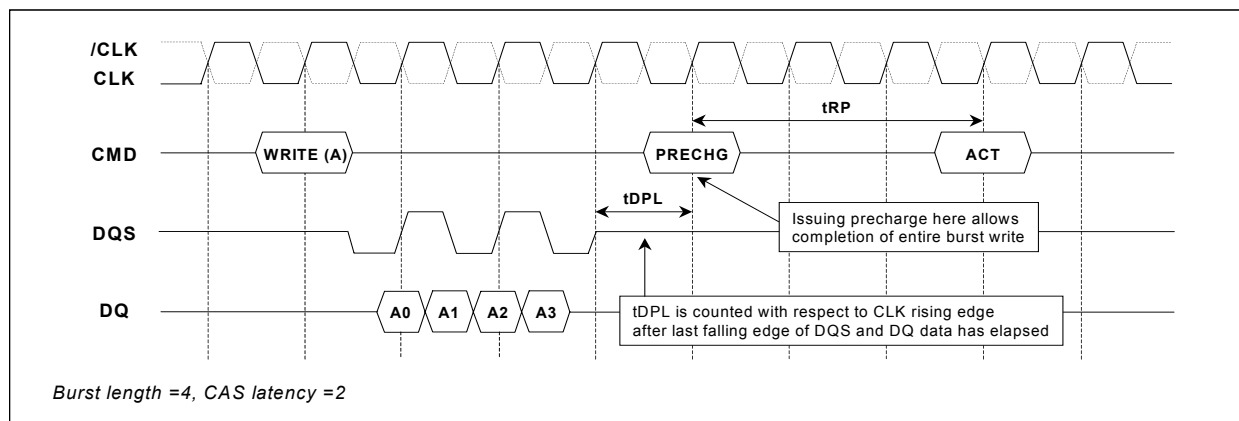 /CLK
CLK
tRP
CMD
WRITE (A)
PRECHG
ACT
tDPL
DQS
Issuing precharge here allows
completion of entire burst write
DQ
A0
A1
A2
A3
tDPL is counted with respect to CLK rising edge
after last falling edge of DQS and DQ data has elapsed
Burst length =4, CAS latency =2